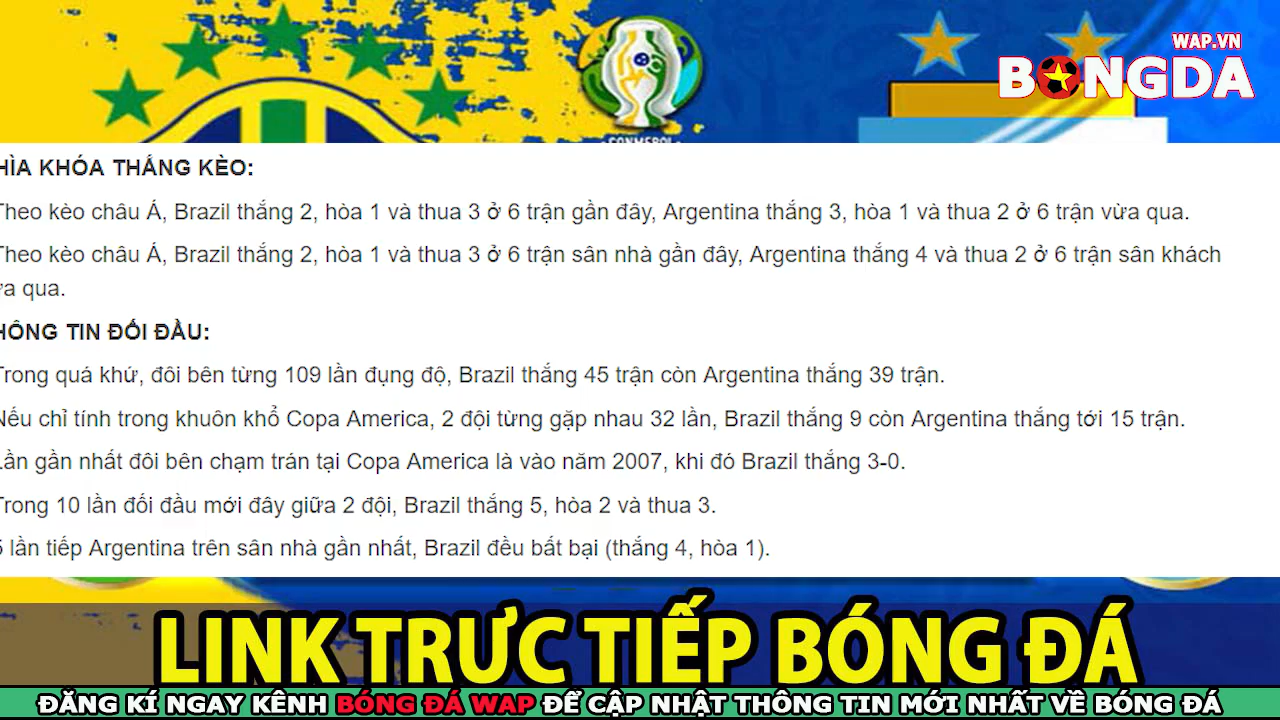 WAP.VN
BONGDA
CONMEBOL
HÌA KHÓA THẮNG KÈO:
Theo kèo châu Á, Brazil thắng 2, hòa 1 và thua 3 ở 6 trận gần đây, Argentina thắng 3, hòa 1 và thua 2 ở 6 trận vừa qua.
Theo kèo châu Á, Brazil thắng 2, hòa 1 và thua 3 ở 6 trận sân nhà gần đây, Argentina thắng 4 và thua 2 ở 6 trận sân khách
a qua.
HÔNG TIN ĐỐI ĐẦU:
Trong quá khứ, đôi bên từng 109 lần đụng độ, Brazil thắng 45 trận còn Argentina thắng 39 trận.
Nếu chỉ tính trong khuôn khổ Copa America, 2 đội từng gặp nhau 32 lần, Brazil thắng 9 còn Argentina thắng tới 15 trận.
Lần gần nhất đôi bên chạm trán tại Copa America là vào năm 2007, khi đó Brazil thắng 3-0.
Trong 10 lần đối đầu mới đây giữa 2 đội, Brazil thắng 5, hòa 2 và thua 3.
5 lần tiếp Argentina trên sân nhà gần nhất, Brazil đều bất bại (thắng 4, hòa 1).
LINK TRỰC TIẾP BÓNG ĐÁ
ĐĂNG KÍ NGAY KÊNH BÓNG ĐÁ WAP ĐỂ CẬP NHẬT THÔNG TIN MỚI NHẤT VỀ BÓNG ĐÁ